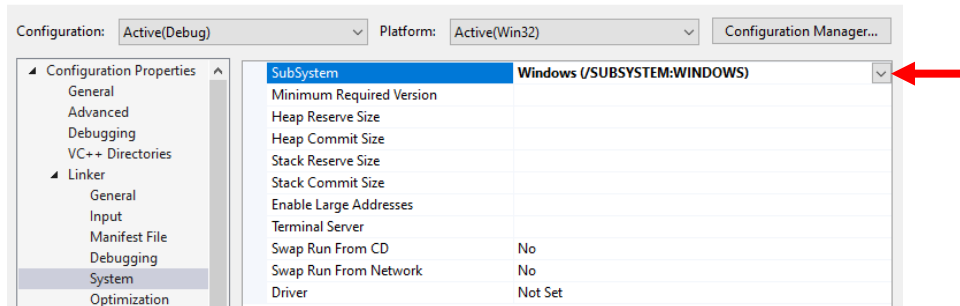 Configuration: Active(Debug) Platform: Active(Win32) Configuration Manager...
Configuration Properties
General
Advanced
Debugging
VC++ Directories
Linker
General
Input
Manifest File
Debugging
System
Optimization
SubSystem Windows (/SUBSYSTEM:WINDOWS)
Minimum Required Version
Heap Reserve Size
Heap Commit Size
Stack Reserve Size
Stack Commit Size
Enable Large Addresses
Terminal Server
Swap Run From CD No
Swap Run From Network No
Driver Not Set